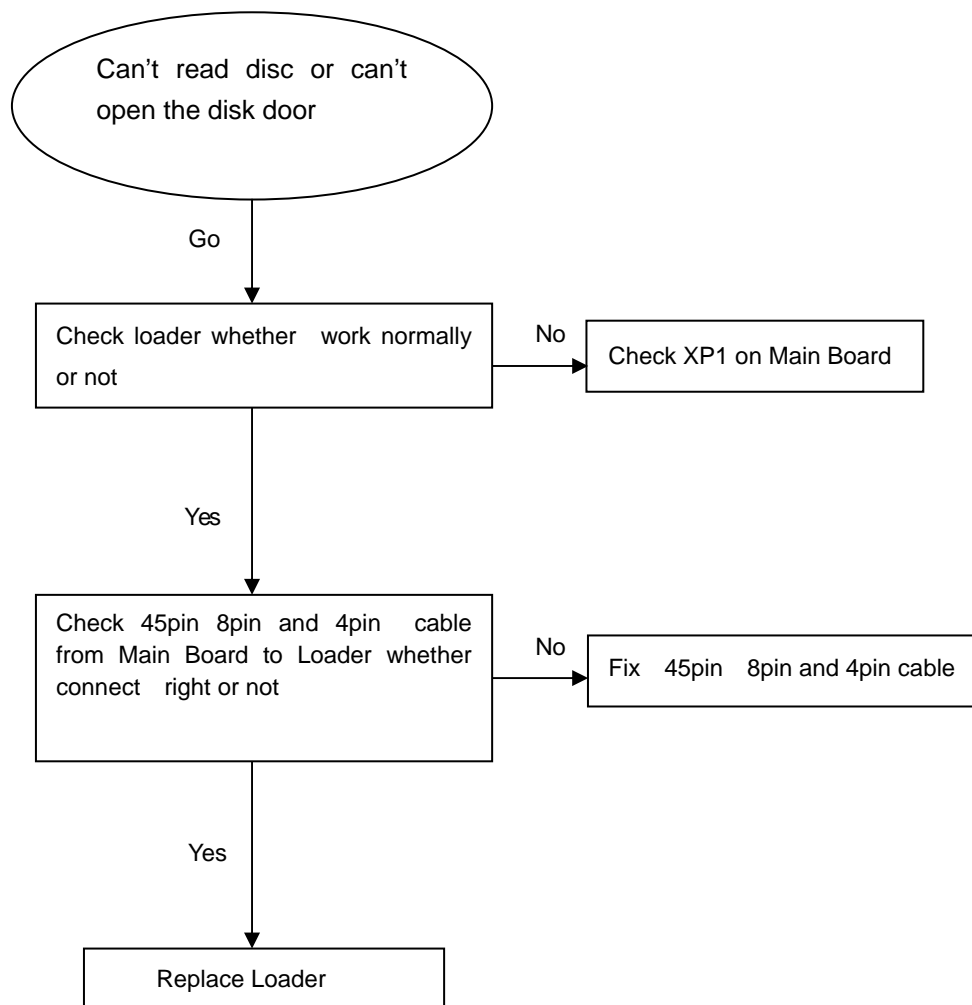 Can't read disc or can't
open the disk door
Go
Check loader whether work normally
or not
No
Check XP1 on Main Board
Yes
Check 45pin 8pin and 4pin cable
from Main Board to Loader whether
connect right or not
No
Fix 45pin 8pin and 4pin cable
Yes
Replace Loader